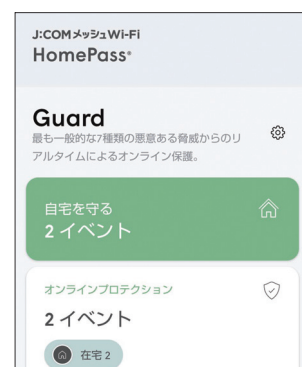 J:COMメッシュWi-Fi
HomePass®
Guard
最も一般的な7種類の悪意ある脅威からのリ
アルタイムによるオンライン保護。
自宅を守る
2 イベント
オンラインプロテクション
2 イベント
在宅 2